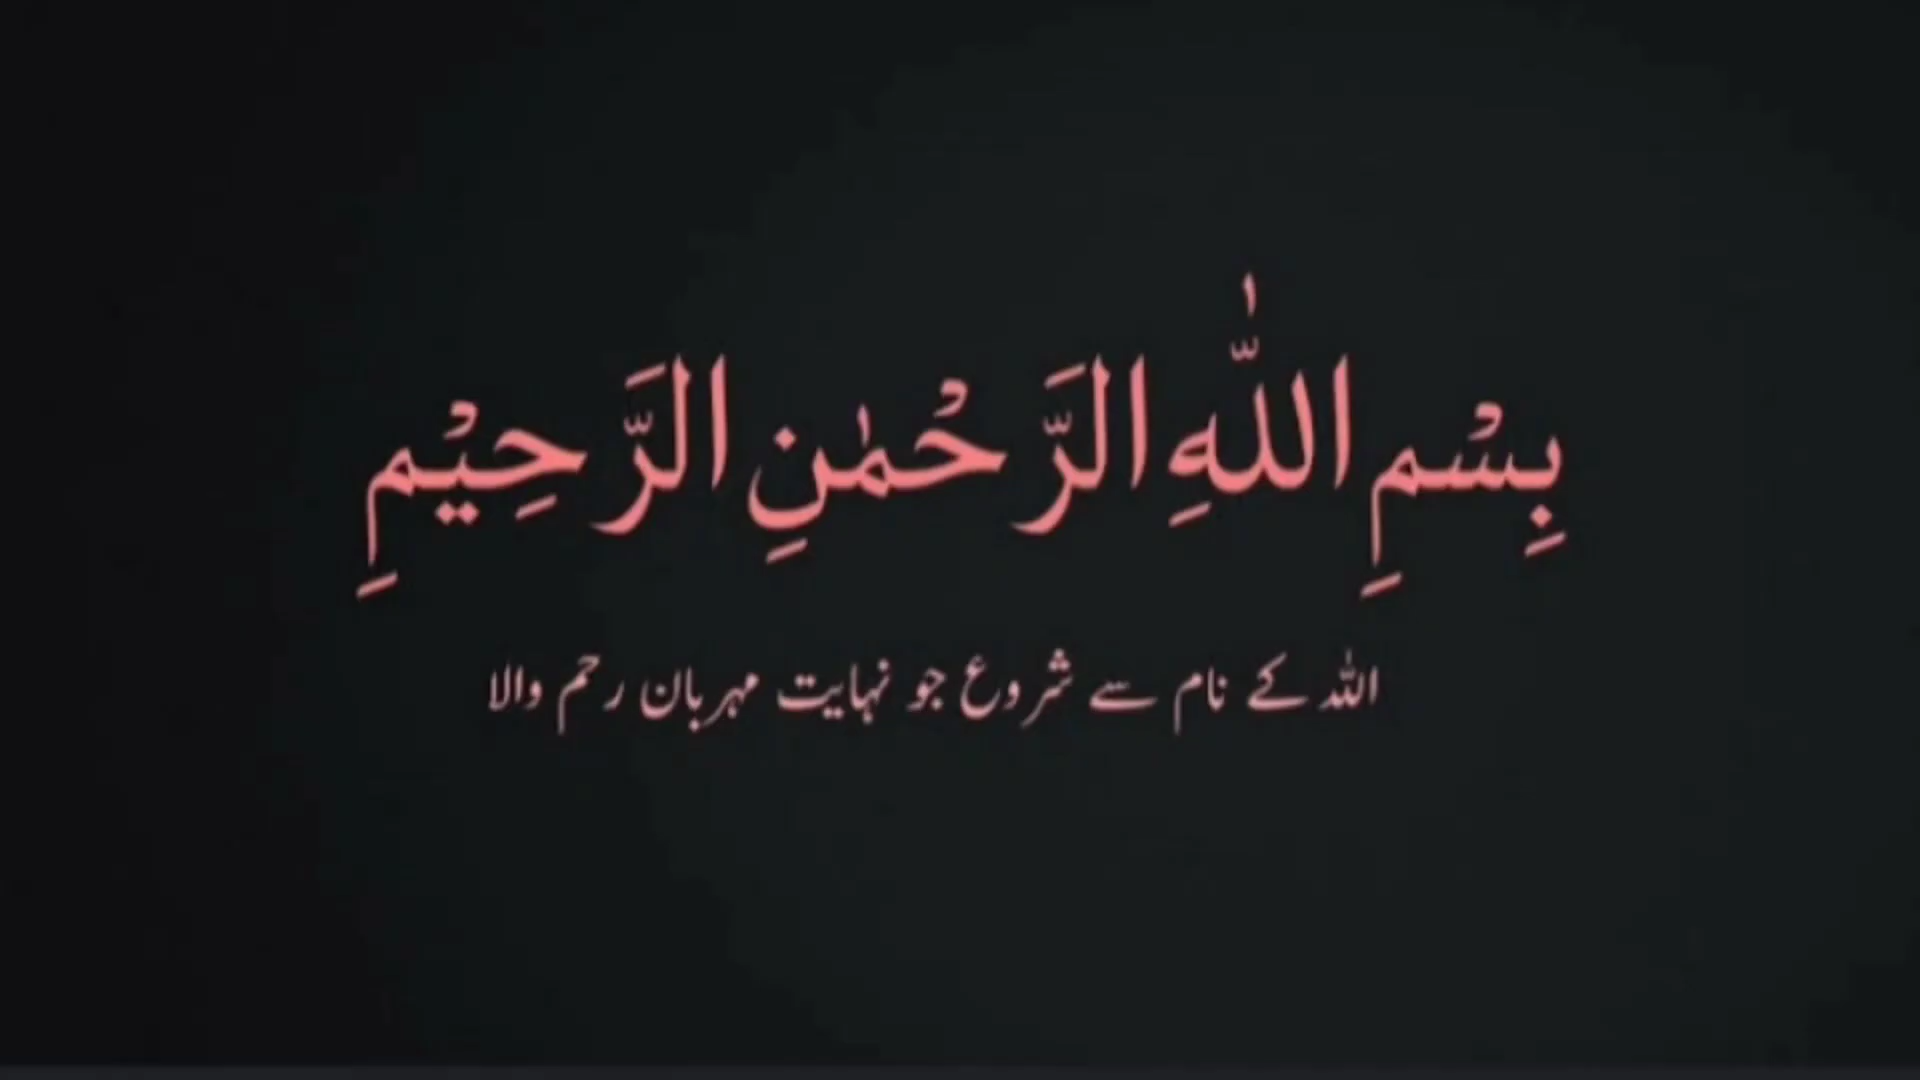 بِسْمِ اللّٰهِ الرَّحْمٰنِ الرَّحِيْمِ
اللہ کے نام سے شروع جو نہایت مہربان رحم والا